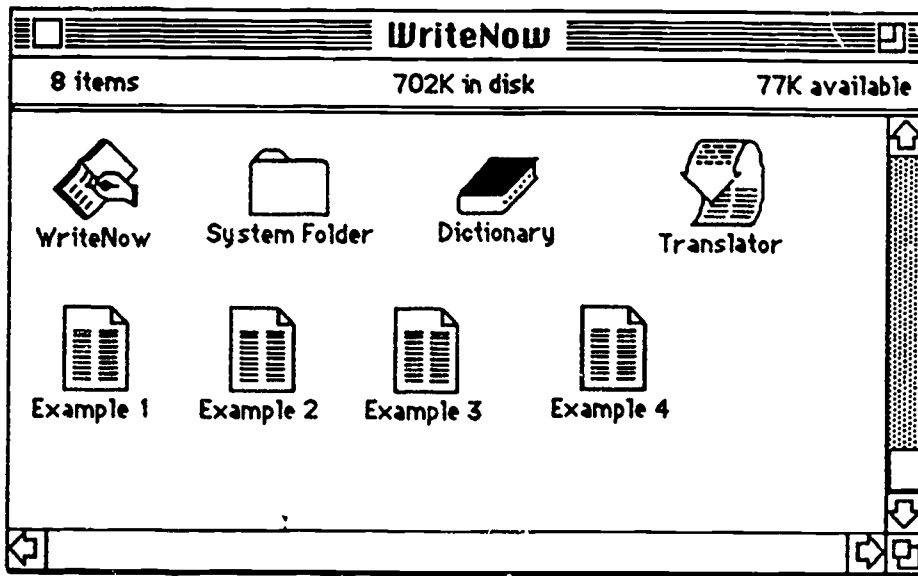 WriteNow
8 items 702K in disk 77K available
WriteNow System Folder Dictionary Translator
Example 1 Example 2 Example 3 Example 4